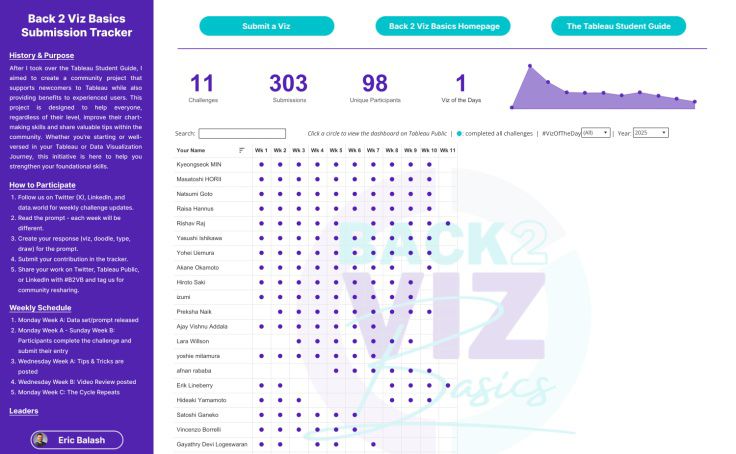 Back 2 Viz Basics
Submission Tracker
History & Purpose
After I took over the Tableau Student Guide, I
aimed to create a community project that
supports newcomers to Tableau while also
providing benefits to experienced users. This
project is designed to help everyone,
regardless of their level, improve their chart-
making skills and share valuable tips within the
community. Whether you're starting or well-
versed in your Tableau or Data Visualization
Journey, this initiative is here to help you
strengthen your foundational skills.
How to Participate
1. Follow us on Twitter (X), LinkedIn, and
data.world for weekly challenge updates.
2. Read the prompt - each week will be
different.
3. Create your response (viz, doodle, type,
draw) for the prompt.
4. Submit your contribution in the tracker.
5. Share your work on Twitter, Tableau Public,
or LinkedIn with #B2VB and tag us for
community resharing.
Weekly Schedule
1. Monday Week A: Data set/prompt released
2. Monday Week A - Sunday Week B:
Participants complete the challenge and
submit their entry
3. Wednesday Week A: Tips & Tricks are
posted
4. Wednesday Week B: Video Review posted
5. Monday Week C: The Cycle Repeats
Leaders
Eric Balash
Submit a Viz
Back 2 Viz Basics Homepage
The Tableau Student Guide
11
Challenges
303
Submissions
98
Unique Participants
1
Viz of the Days
Search:
Click a circle to view the dashboard on Tableau Public | : completed all challenges | #VizOfTheDay (All) | Year: 2025
Your Name Wk 1 Wk 2 Wk 3 Wk 4 Wk 5 Wk 6 Wk 7 Wk 8 Wk 9 Wk 10 Wk 11
Kyeongseok MIN
Masatoshi HORII
Natsumi Goto
Raisa Hannus
Rishav Raj
Yasushi Ishikawa
Yohei Uemura
Akane Okamoto
Hiroto Saki
izumi
Preksha Naik
Ajay Vishnu Addala
Lara Willson
yoshie mitamura
afnan rababa
Erik Lineberry
Hideaki Yamamoto
Satoshi Ganeko
Vincenzo Borrelli
Gayathry Devi Logeswaran
BACK2
VIZ
Basics